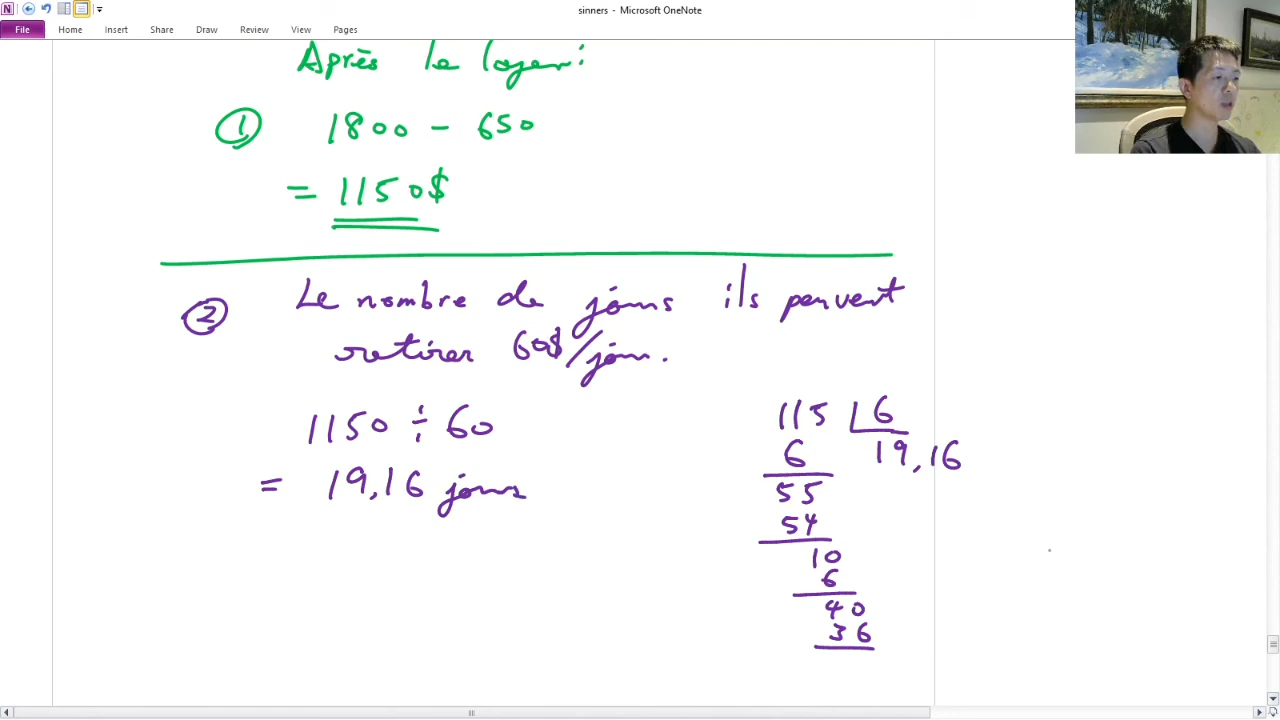 sinners - Microsoft OneNote
File Home Insert Share Draw Review View Pages
Après le loyer:
① 1800 - 650
= 1150$
② Le nombre de jours ils peuvent
retirer 60$/jour.
1150 ÷ 60
= 19,16 jours
115 6
6 19,16
55
54
10
6
40
36